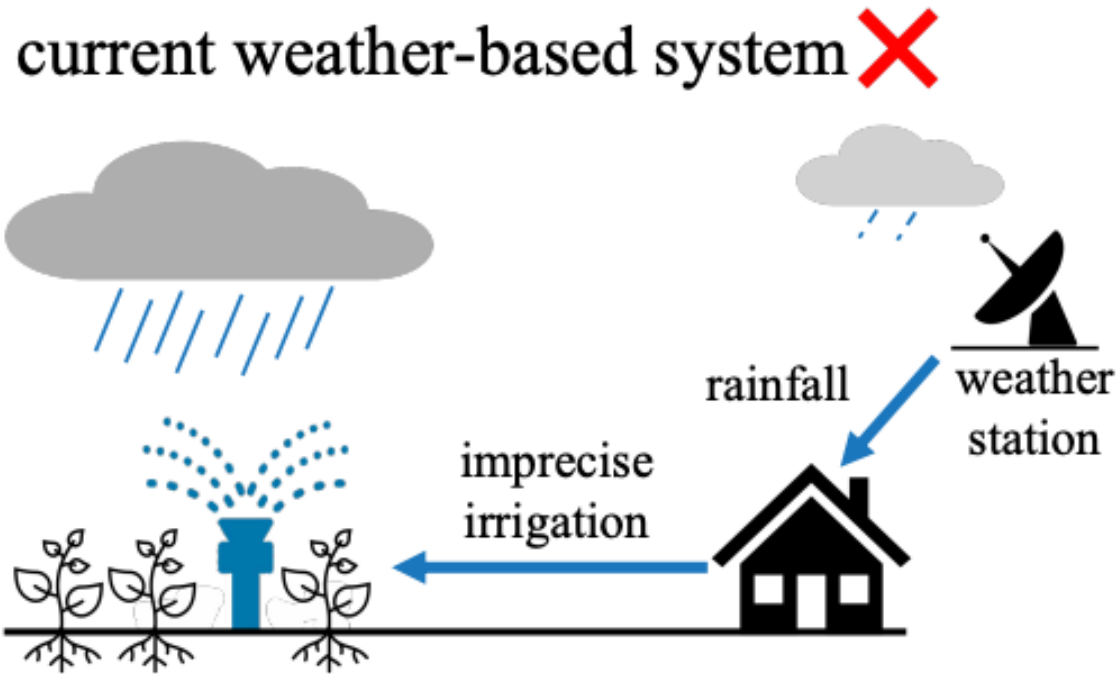 current weather-based system
rainfall
weather
station
imprecise
irrigation